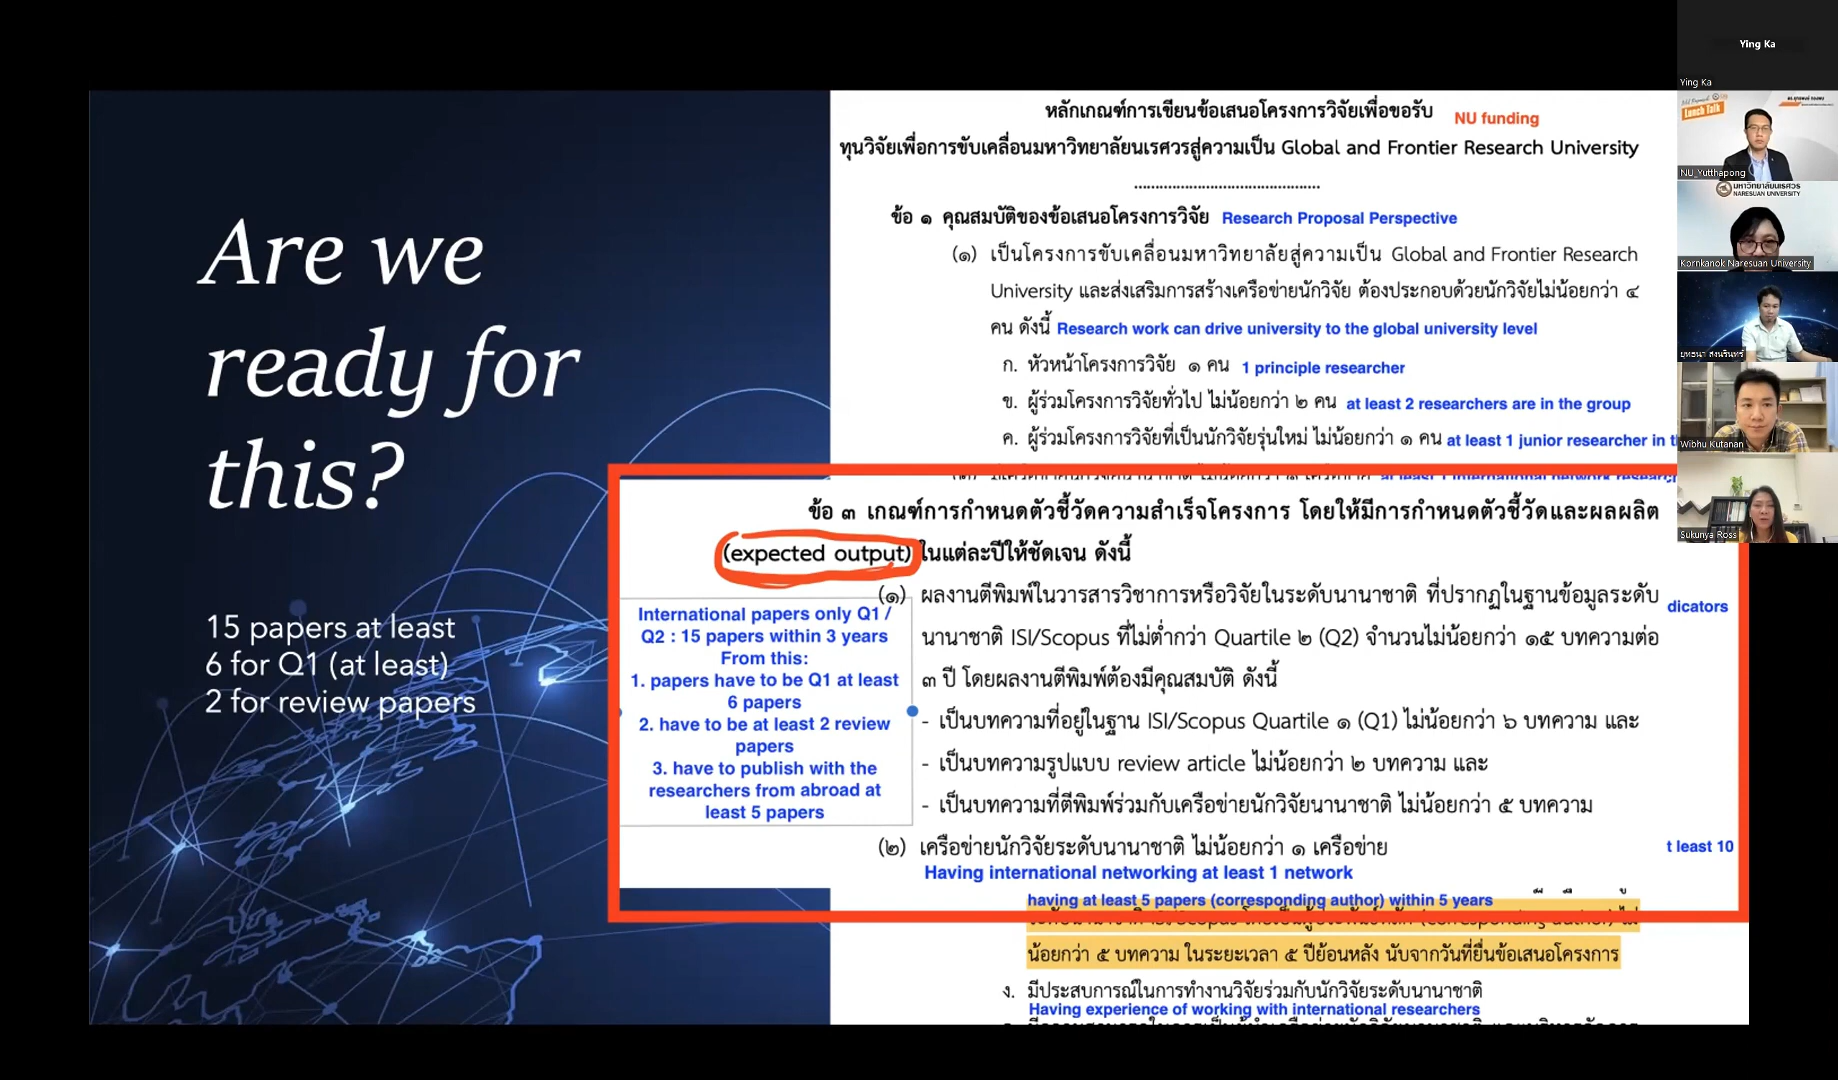 Are we
ready for
this?
15 papers at least
6 for Q1 (at least)
2 for review papers
หลักเกณฑ์การเขียนข้อเสนอโครงการวิจัยเพื่อขอรับ NU funding
ทุนวิจัยเพื่อการขับเคลื่อนมหาวิทยาลัยนเรศวรสู่ความเป็น Global and Frontier Research University
............................................
ข้อ ๑ คุณสมบัติของข้อเสนอโครงการวิจัย Research Proposal Perspective
(๑) เป็นโครงการขับเคลื่อนมหาวิทยาลัยสู่ความเป็น Global and Frontier Research
University และส่งเสริมการสร้างเครือข่ายนักวิจัย ต้องประกอบด้วยนักวิจัยไม่น้อยกว่า ๔
คน ดังนี้ Research work can drive university to the global university level
ก. หัวหน้าโครงการวิจัย ๑ คน 1 principle researcher
ข. ผู้ร่วมโครงการวิจัยทั่วไป ไม่น้อยกว่า ๒ คน at least 2 researchers are in the group
ค. ผู้ร่วมโครงการวิจัยที่เป็นนักวิจัยรุ่นใหม่ ไม่น้อยกว่า ๑ คน at least 1 junior researcher in
at least 1 international network
ข้อ ๓ เกณฑ์การกำหนดตัวชี้วัดความสำเร็จโครงการ โดยให้มีการกำหนดตัวชี้วัดและผลผลิต
(expected output) ในแต่ละปีให้ชัดเจน ดังนี้
(๑) ผลงานตีพิมพ์ในวารสารวิชาการหรือวิจัยในระดับนานาชาติ ที่ปรากฏในฐานข้อมูลระดับ
dicators
นานาชาติ ISI/Scopus ที่ไม่ต่ำกว่า Quartile ๒ (Q2) จำนวนไม่น้อยกว่า ๑๕ บทความต่อ
๓ ปี โดยผลงานตีพิมพ์ต้องมีคุณสมบัติ ดังนี้
- เป็นบทความที่อยู่ในฐาน ISI/Scopus Quartile ๑ (Q1) ไม่น้อยกว่า ๖ บทความ และ
- เป็นบทความรูปแบบ review article ไม่น้อยกว่า ๒ บทความ และ
- เป็นบทความที่ตีพิมพ์ร่วมกับเครือข่ายนักวิจัยนานาชาติ ไม่น้อยกว่า ๕ บทความ
International papers only Q1 /
Q2 : 15 papers within 3 years
From this:
1. papers have to be Q1 at least
6 papers
2. have to be at least 2 review
papers
3. have to publish with the
researchers from abroad at
least 5 papers
(๒) เครือข่ายนักวิจัยระดับนานาชาติ ไม่น้อยกว่า ๑ เครือข่าย
t least 10
Having international networking at least 1 network
having at least 5 papers (corresponding author) within 5 years
น้อยกว่า ๕ บทความ ในระยะเวลา ๕ ปีย้อนหลัง นับจากวันที่ยื่นข้อเสนอโครงการ
ง. มีประสบการณ์ในการทำงานวิจัยร่วมกับนักวิจัยระดับนานาชาติ
Having experience of working with international researchers
Ying Ka
Ying Ka
Lunch Talk
NU_Yutthapong
มหาวิทยาลัยนเรศวร
NARESUAN UNIVERSITY
Kornkanok Naresuan University
ยุทธนา
Wibhu Kutanan
Sukunya Ross